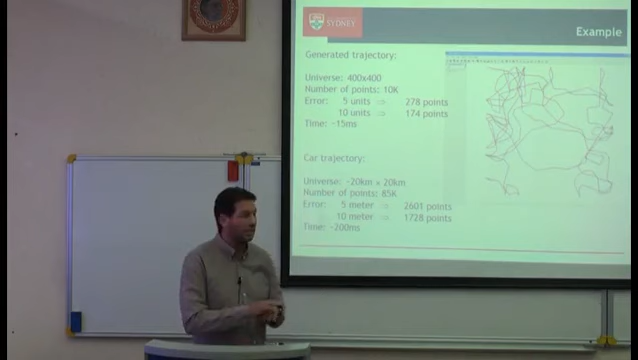 SYDNEY
Example
Generated trajectory:
Universe: 400x400
Number of points: 10K
Error: 5 units ⇒ 278 points
10 units ⇒ 174 points
Time: ~15ms
Car trajectory:
Universe: ~20km x 20km
Number of points: 85K
Error: 5 meter ⇒ 2601 points
10 meter ⇒ 1728 points
Time: ~200ms